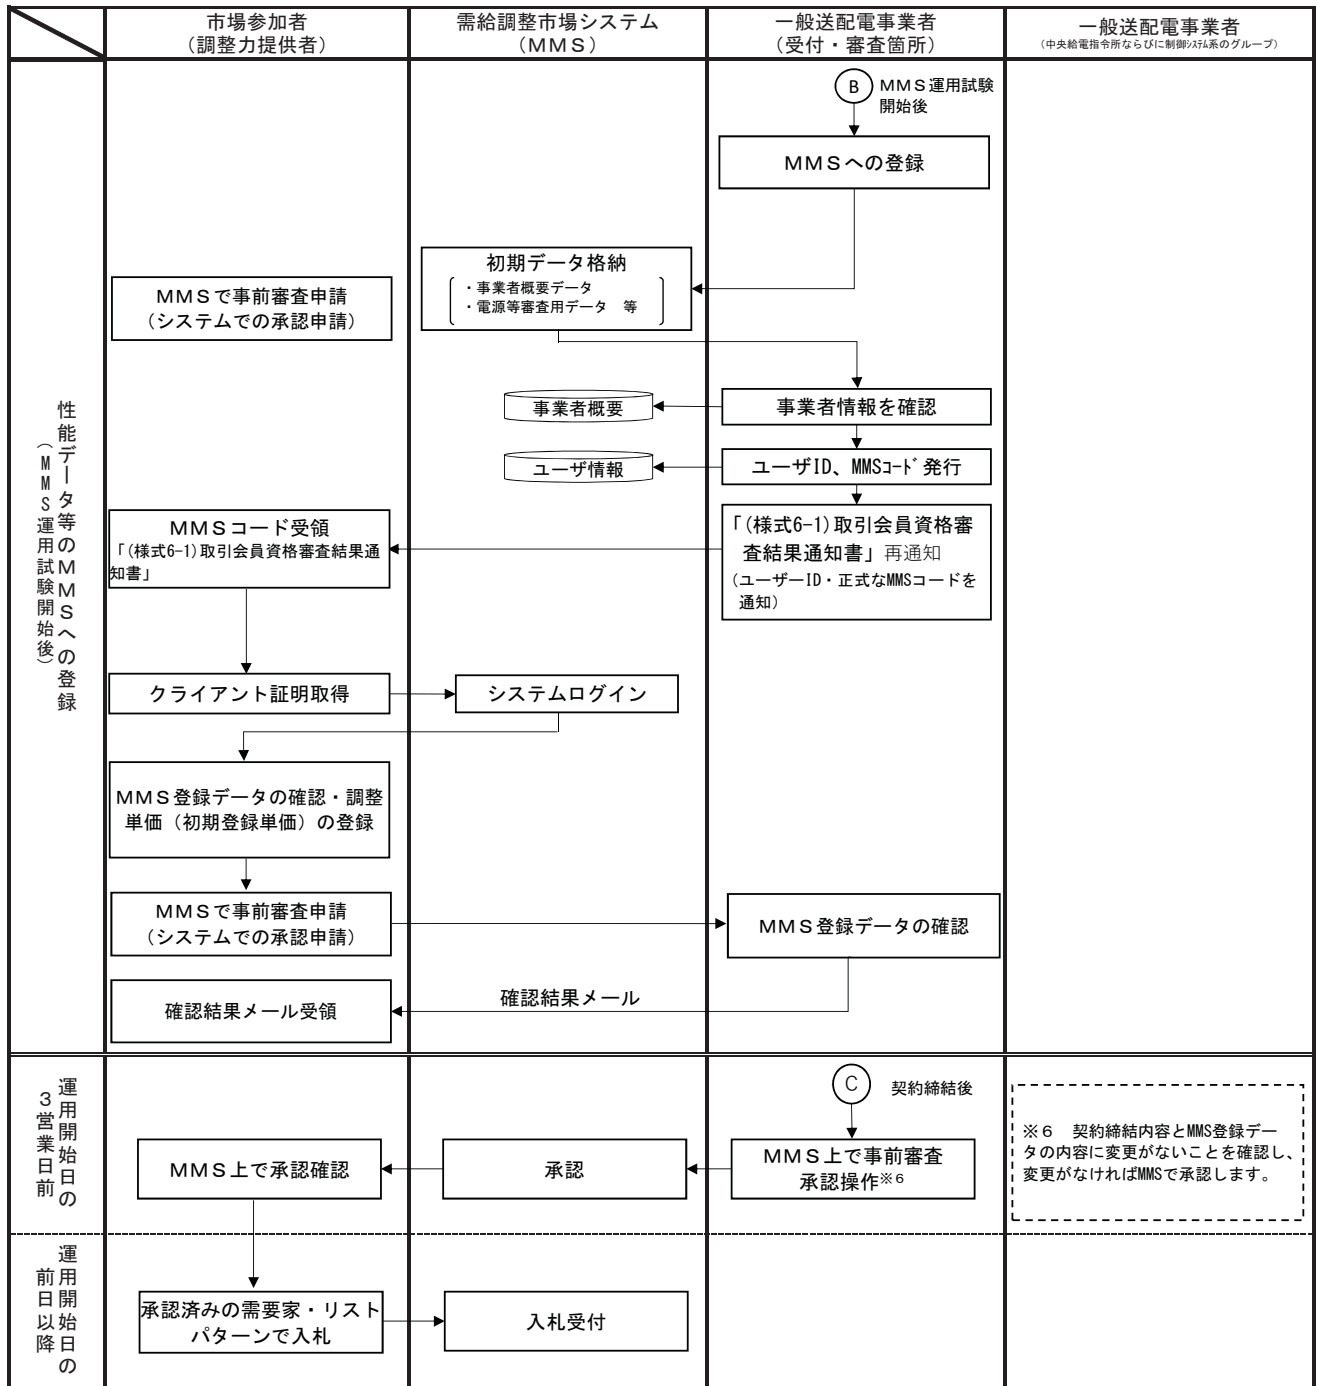 市場参加者
（調整力提供者）
需給調整市場システム
（ＭＭＳ）
一般送配電事業者
（受付・審査箇所）
一般送配電事業者
（中央給電指令所ならびに制御ｼｽﾃﾑ系のグループ）
性能データ等のＭＭＳへの登録
（ＭＭＳ運用試験開始後）
B
ＭＭＳ運用試験
開始後
ＭＭＳへの登録
初期データ格納
・事業者概要データ
・電源等審査用データ　等
ＭＭＳで事前審査申請
（システムでの承認申請）
事業者概要
事業者情報を確認
ユーザ情報
ユーザID、MMSｺｰﾄﾞ発行
ＭＭＳコード受領
「(様式6-1)取引会員資格審査結果通
知書」
「(様式6-1)取引会員資格審
査結果通知書」再通知
（ユーザーID・正式なMMSコードを
通知）
クライアント証明取得
システムログイン
ＭＭＳ登録データの確認・調整
単価（初期登録単価）の登録
ＭＭＳで事前審査申請
（システムでの承認申請）
ＭＭＳ登録データの確認
確認結果メール受領
確認結果メール
運用開始日の
３営業日前
C
契約締結後
ＭＭＳ上で承認確認
承認
ＭＭＳ上で事前審査
承認操作※６
※６　契約締結内容とMMS登録デー
タの内容に変更がないことを確認し、
変更がなければMMSで承認します。
運用開始日の
前日以降
承認済みの需要家・リスト
パターンで入札
入札受付